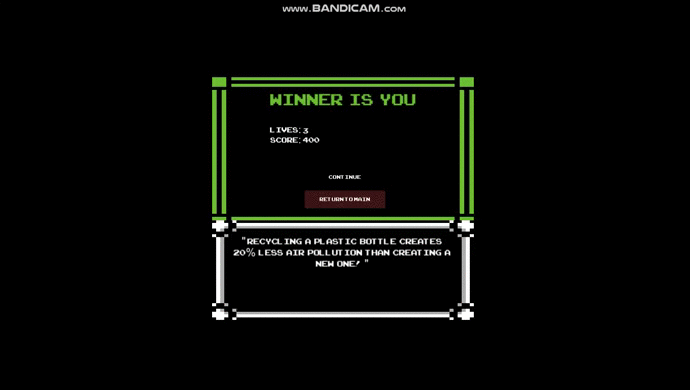 www.BANDICAM.com
WINNER IS YOU
LIVES: 3
SCORE: 400
CONTINUE
RETURN TO MAIN
"RECYCLING A PLASTIC BOTTLE CREATES
20% LESS AIR POLLUTION THAN CREATING A
NEW ONE! "